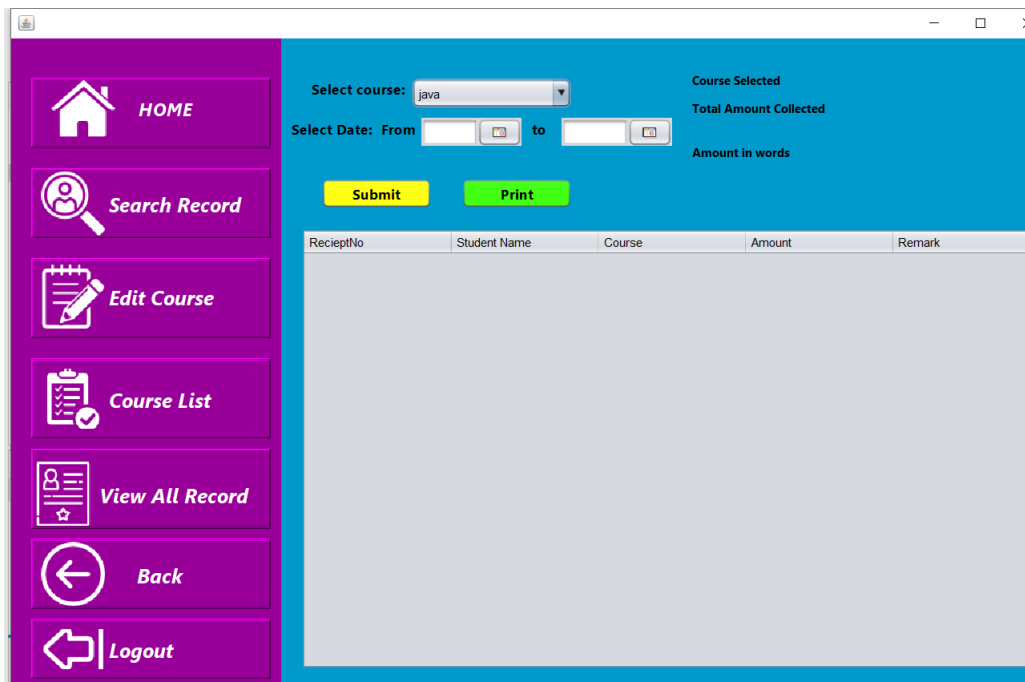 HOME
Search Record
Edit Course
Course List
View All Record
Back
Logout
Select course: java
Select Date: From to
Submit Print
Course Selected
Total Amount Collected
Amount in words
RecieptNo Student Name Course Amount Remark